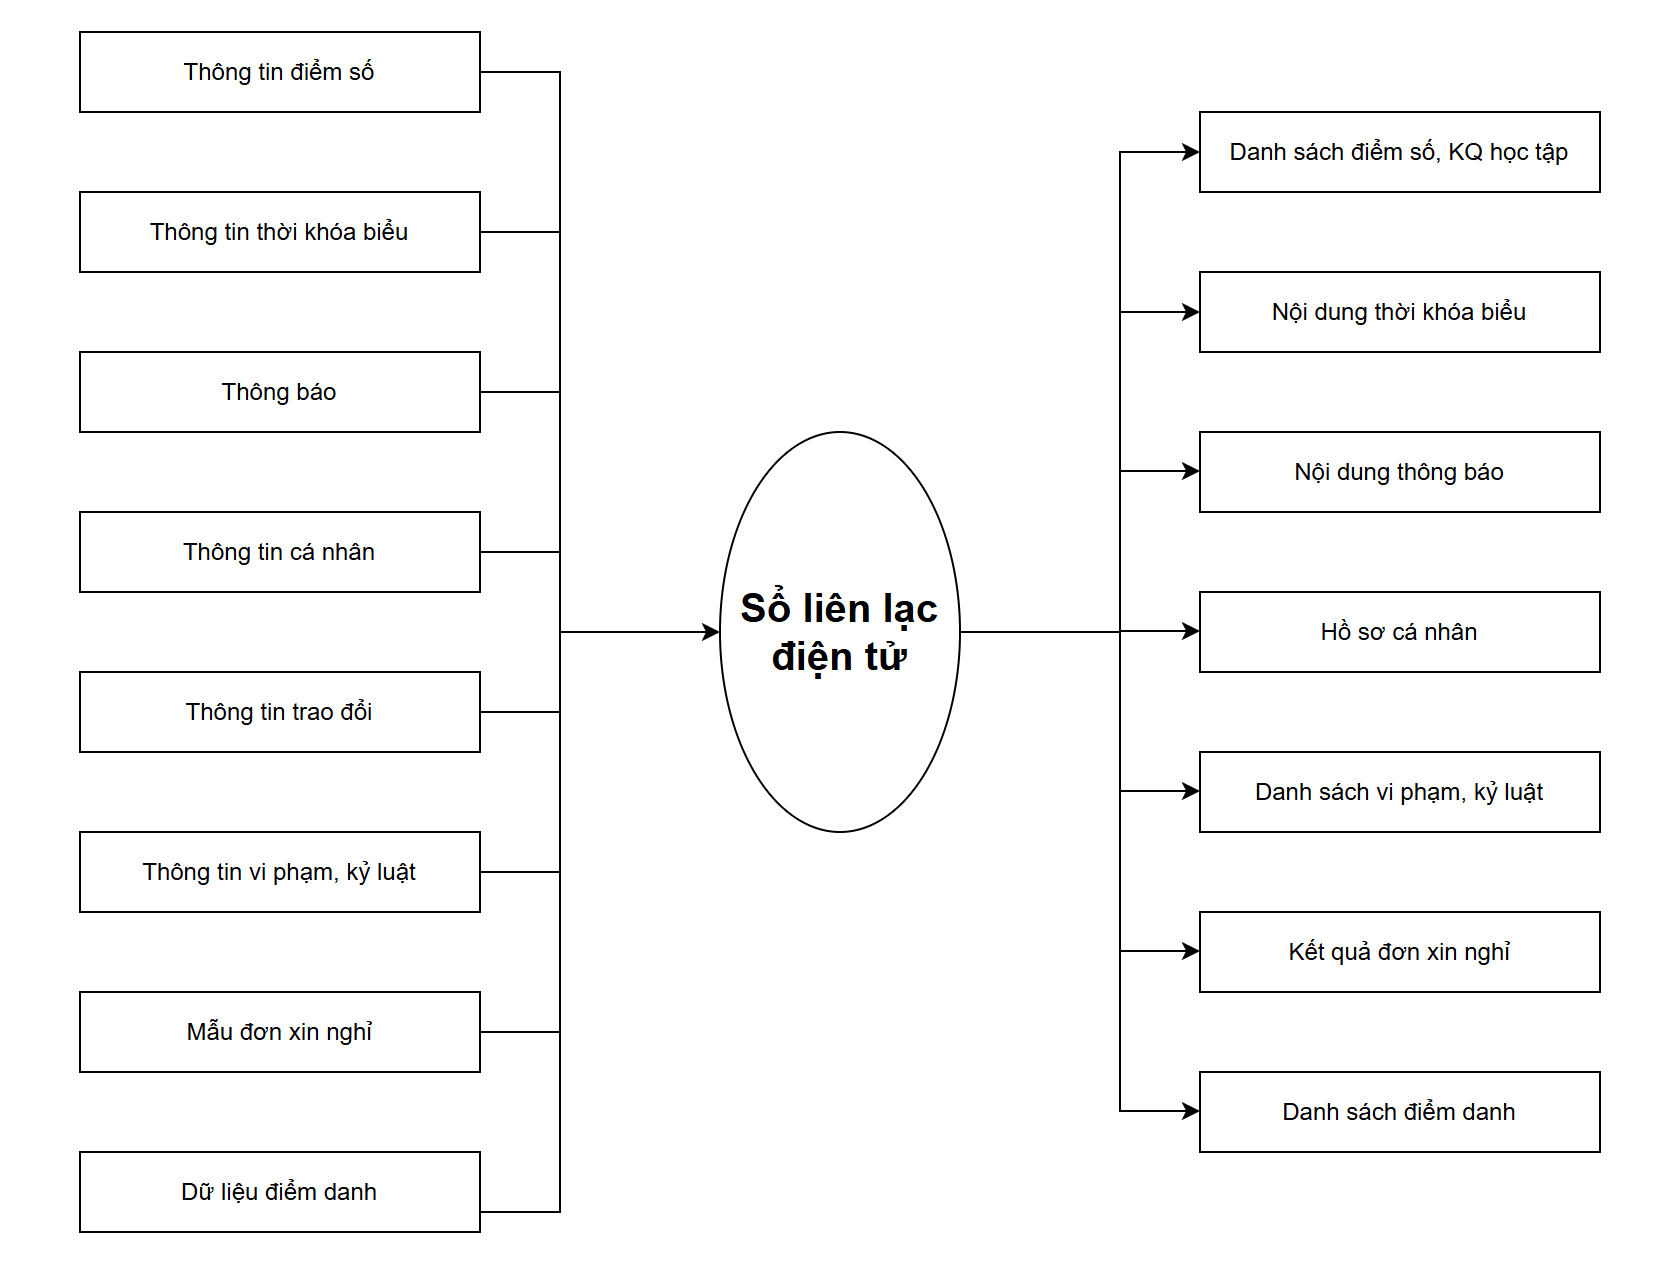 Thông tin điểm số
Thông tin thời khóa biểu
Thông báo
Thông tin cá nhân
Thông tin trao đổi
Thông tin vi phạm, kỷ luật
Mẫu đơn xin nghỉ
Dữ liệu điểm danh
Sổ liên lạc
điện tử
Danh sách điểm số, KQ học tập
Nội dung thời khóa biểu
Nội dung thông báo
Hồ sơ cá nhân
Danh sách vi phạm, kỷ luật
Kết quả đơn xin nghỉ
Danh sách điểm danh